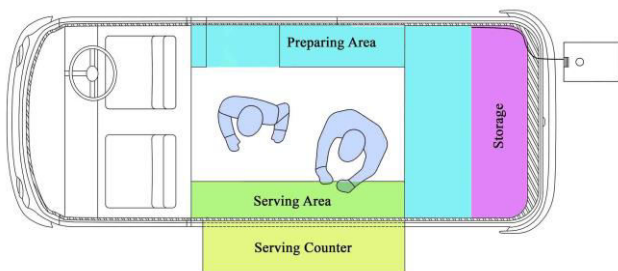 Preparing Area
Storage
Serving Area
Serving Counter